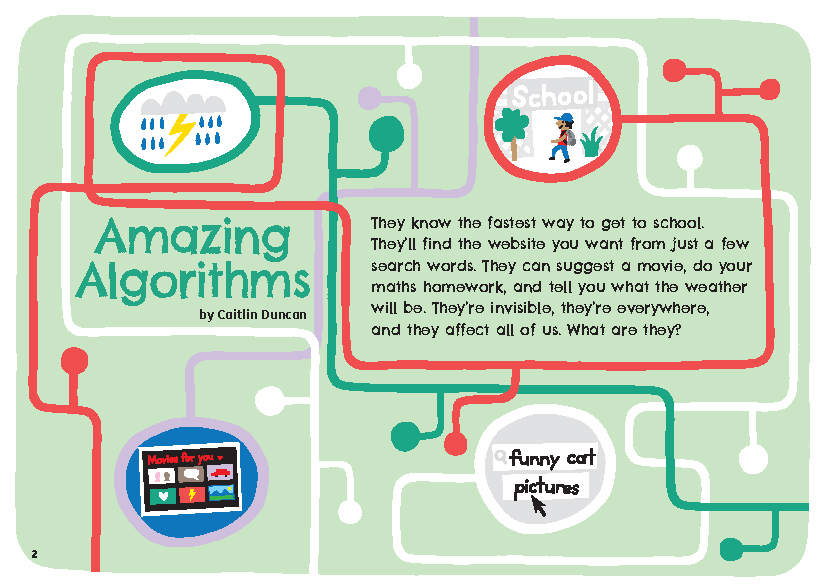 School
Amazing
Algorithms
by Caitlin Duncan
They know the fastest way to get to school.
They'll find the website you want from just a few
search words. They can suggest a movie, do your
maths homework, and tell you what the weather
will be. They're invisible, they're everywhere,
and they affect all of us. What are they?
Movies for you
funny cat
pictures
2